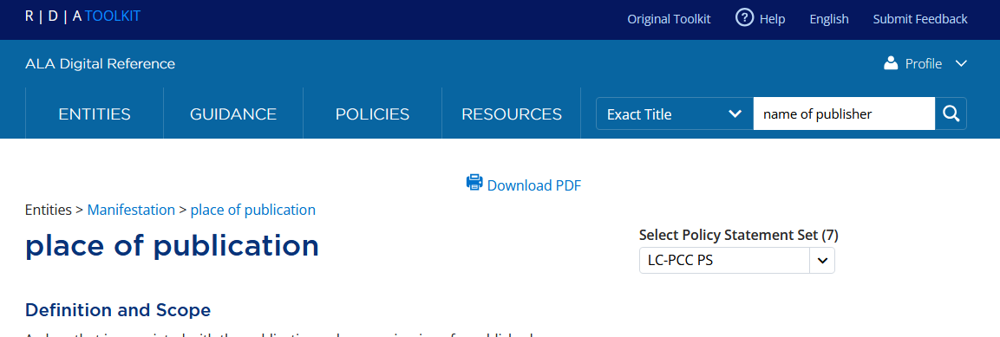 R | D | A TOOLKIT
Original Toolkit ? Help English Submit Feedback
ALA Digital Reference
Profile
ENTITIES GUIDANCE POLICIES RESOURCES Exact Title name of publisher
Download PDF
Entities > Manifestation > place of publication
place of publication
Select Policy Statement Set (7)
LC-PCC PS
Definition and Scope